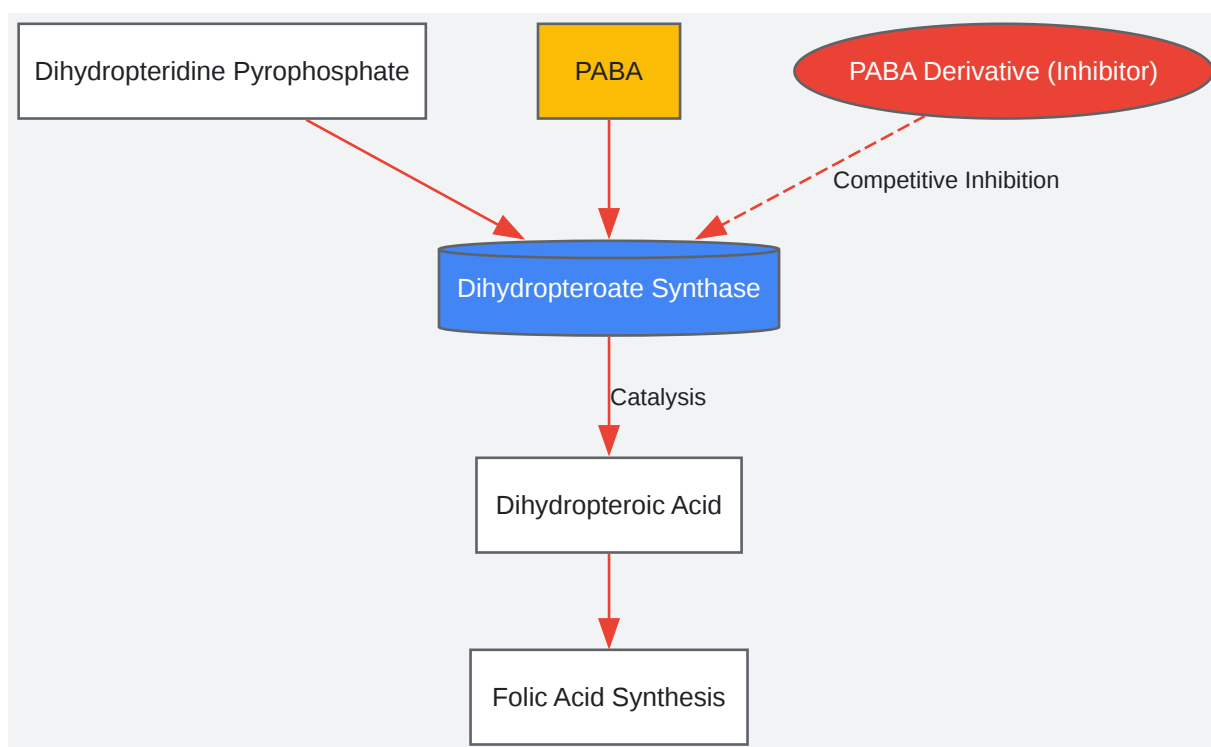 Dihydropteridine Pyrophosphate
PABA
PABA Derivative (Inhibitor)
Competitive Inhibition
Dihydropteroate Synthase
Catalysis
Dihydropteroic Acid
Folic Acid Synthesis